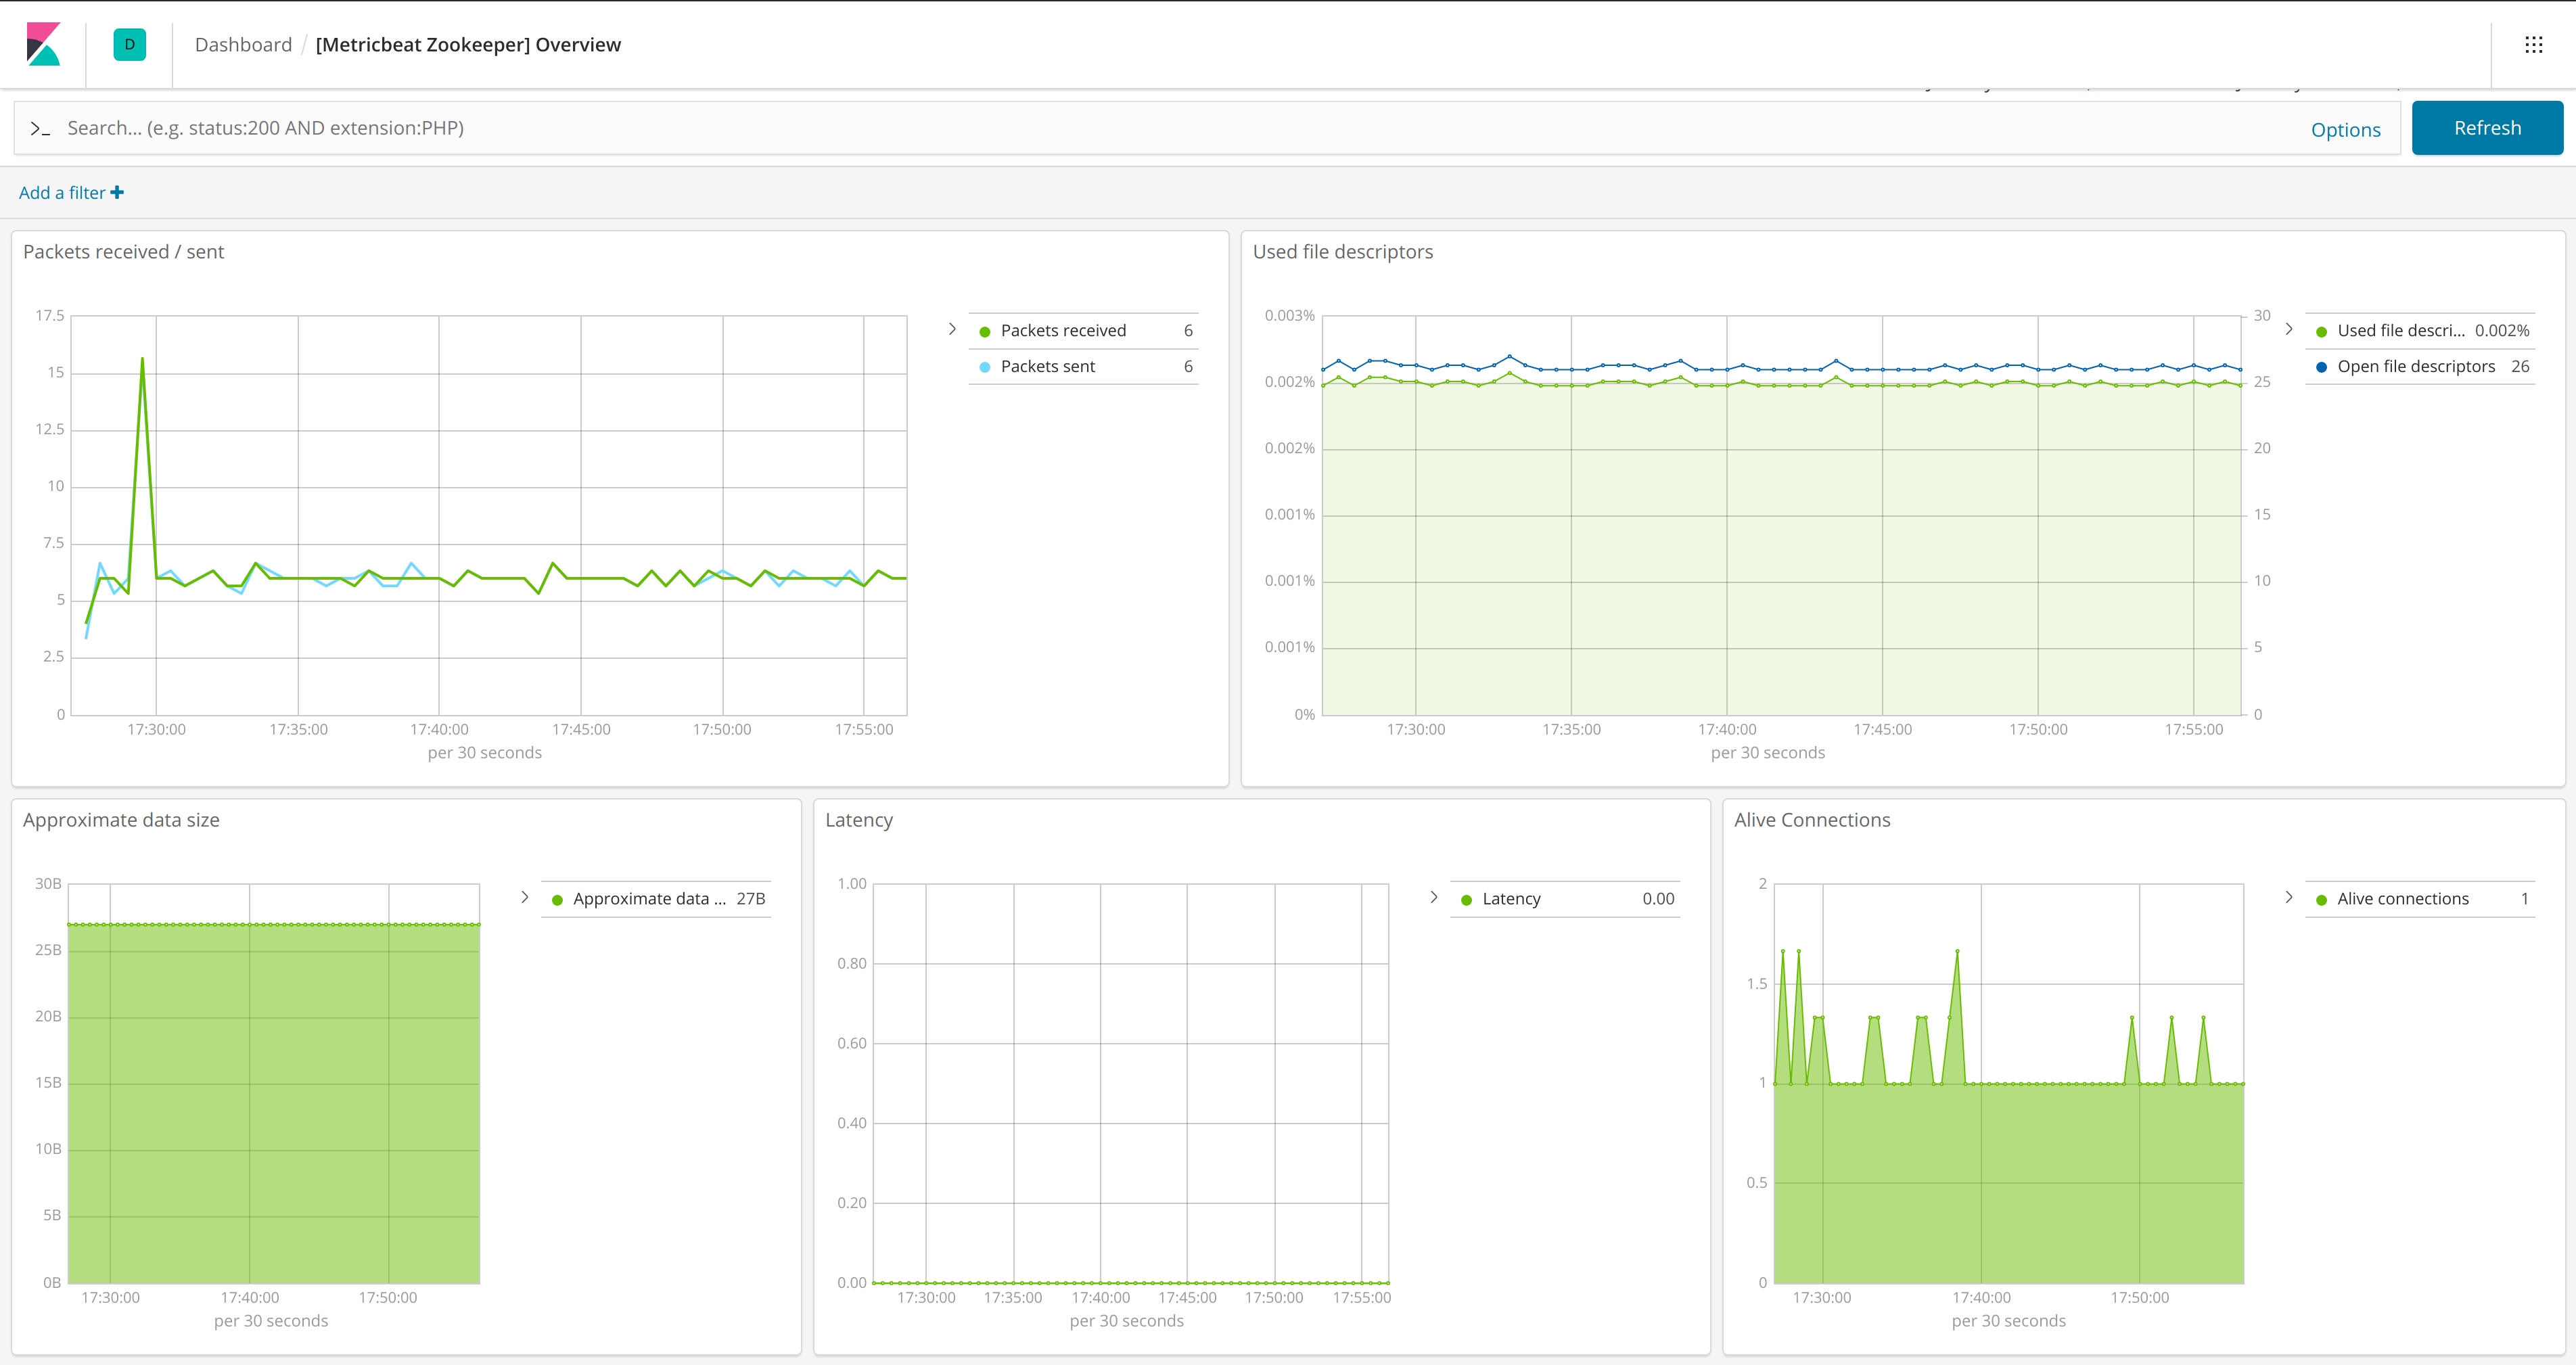 D
Dashboard / [Metricbeat Zookeeper] Overview
>_ Search... (e.g. status:200 AND extension:PHP)
Options
Refresh
Add a filter +
Packets received / sent
17.5
15
12.5
10
7.5
5
2.5
0
17:30:00 17:35:00 17:40:00 17:45:00 17:50:00 17:55:00
per 30 seconds
Packets received 6
Packets sent 6
Used file descriptors
0.003%
0.002%
0.002%
0.001%
0.001%
0.001%
0%
30
25
20
15
10
5
0
17:30:00 17:35:00 17:40:00 17:45:00 17:50:00 17:55:00
per 30 seconds
Used file descri... 0.002%
Open file descriptors 26
Approximate data size
30B
25B
20B
15B
10B
5B
0B
17:30:00 17:40:00 17:50:00
per 30 seconds
Approximate data ... 27B
Latency
1.00
0.80
0.60
0.40
0.20
0.00
17:30:00 17:35:00 17:40:00 17:45:00 17:50:00 17:55:00
per 30 seconds
Latency 0.00
Alive Connections
2
1.5
1
0.5
0
17:30:00 17:40:00 17:50:00
per 30 seconds
Alive connections 1